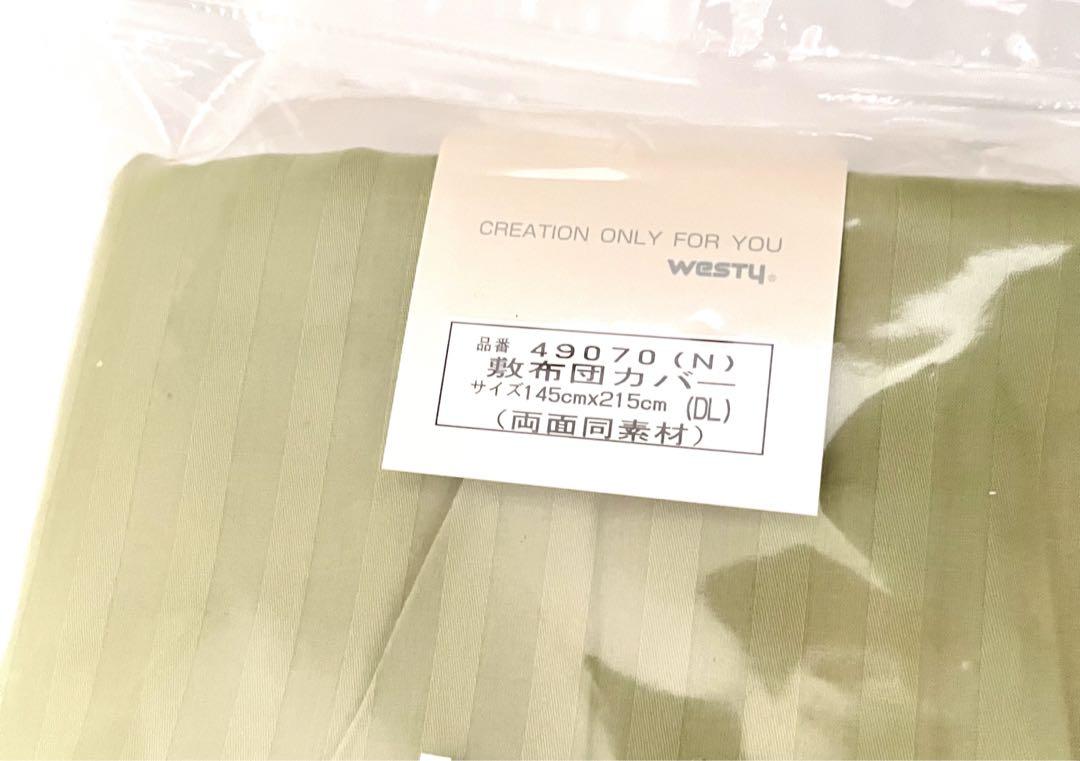 CREATION ONLY FOR YOU
westy®
品番 49070(N)
敷布団カバー
サイズ145cmx215cm (DL)
(両面同素材)